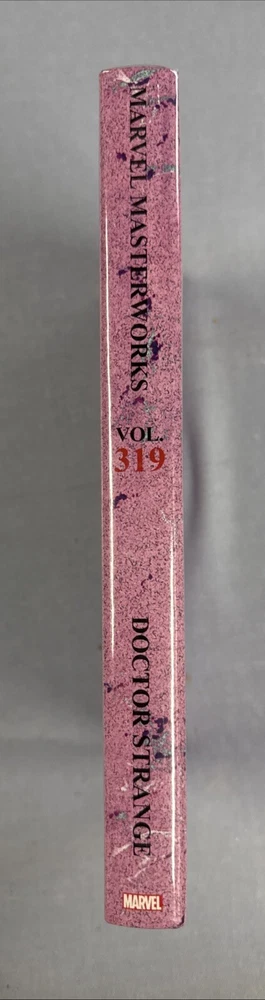 MARVEL MASTERWORKS
VOL.
319
DOCTOR STRANGE
MARVEL